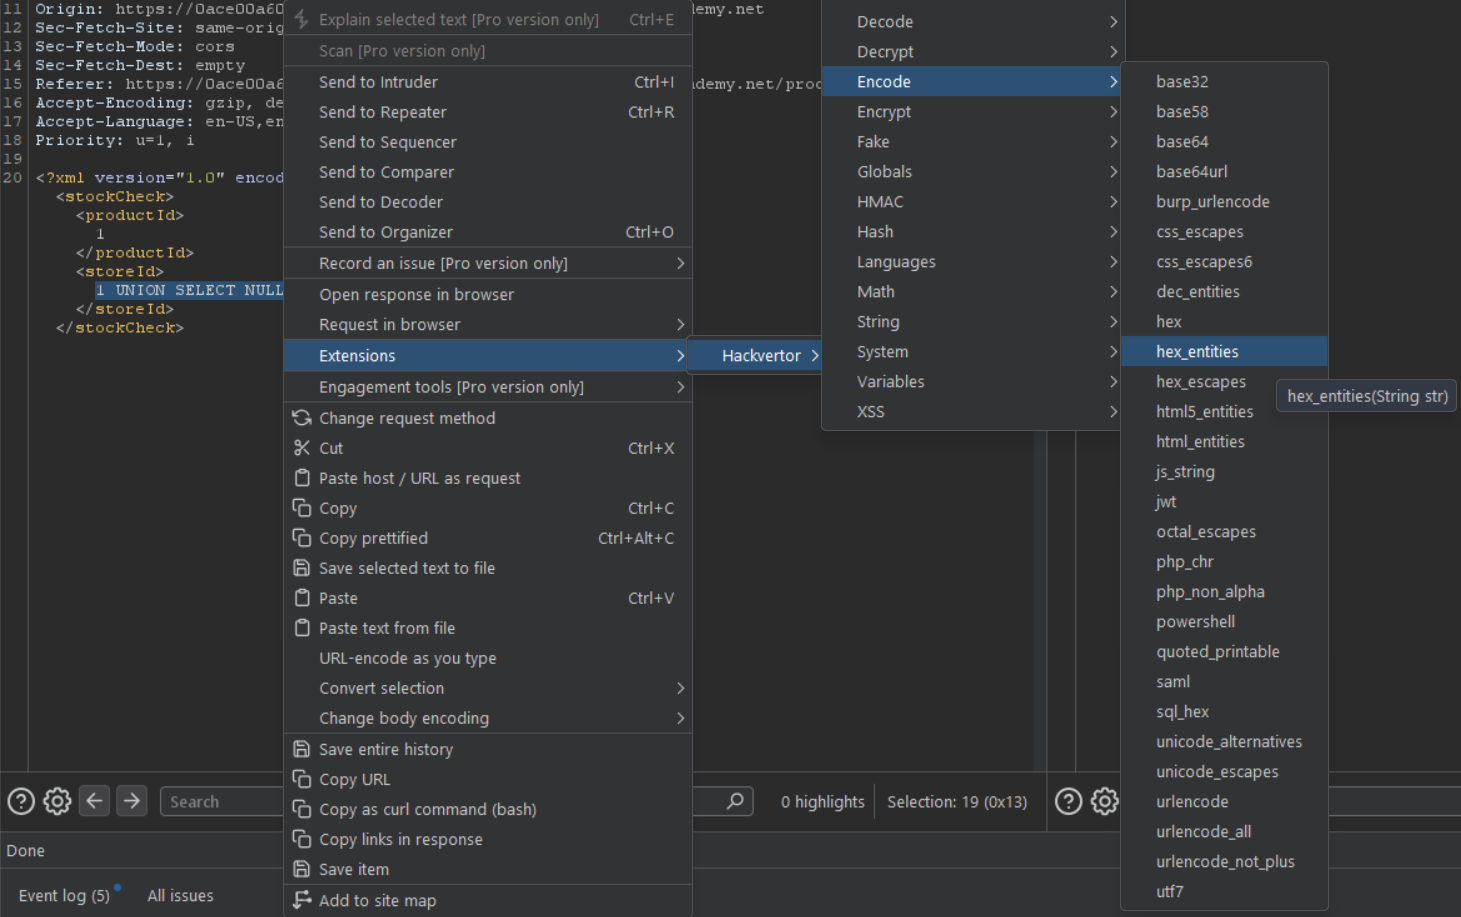 11 Origin: https://0ace00a60
12 Sec-Fetch-Site: same-orig
13 Sec-Fetch-Mode: cors
14 Sec-Fetch-Dest: empty
15 Referer: https://0ace00a6
16 Accept-Encoding: gzip, de
17 Accept-Language: en-US,en
18 Priority: u=1, i
19
20 <?xml version="1.0" encod
<stockCheck>
<productId>
1
</productId>
<storeId>
1 UNION SELECT NULL
</storeId>
</stockCheck>
demy.net
demy.net/proc
Explain selected text [Pro version only] Ctrl+E
Scan [Pro version only]
Send to Intruder Ctrl+I
Send to Repeater Ctrl+R
Send to Sequencer
Send to Comparer
Send to Decoder
Send to Organizer Ctrl+O
Record an issue [Pro version only]
Open response in browser
Request in browser
Extensions
Engagement tools [Pro version only]
Change request method
Cut Ctrl+X
Paste host / URL as request
Copy Ctrl+C
Copy prettified Ctrl+Alt+C
Save selected text to file
Paste Ctrl+V
Paste text from file
URL-encode as you type
Convert selection
Change body encoding
Save entire history
Copy URL
Copy as curl command (bash)
Copy links in response
Save item
Add to site map
Hackvertor
Decode
Decrypt
Encode
Encrypt
Fake
Globals
HMAC
Hash
Languages
Math
String
System
Variables
XSS
base32
base58
base64
base64url
burp_urlencode
css_escapes
css_escapes6
dec_entities
hex
hex_entities
hex_escapes
html5_entities
html_entities
js_string
jwt
octal_escapes
php_chr
php_non_alpha
powershell
quoted_printable
saml
sql_hex
unicode_alternatives
unicode_escapes
urlencode
urlencode_all
urlencode_not_plus
utf7
hex_entities(String str)
Search
0 highlights
Selection: 19 (0x13)
Done
Event log (5)
All issues